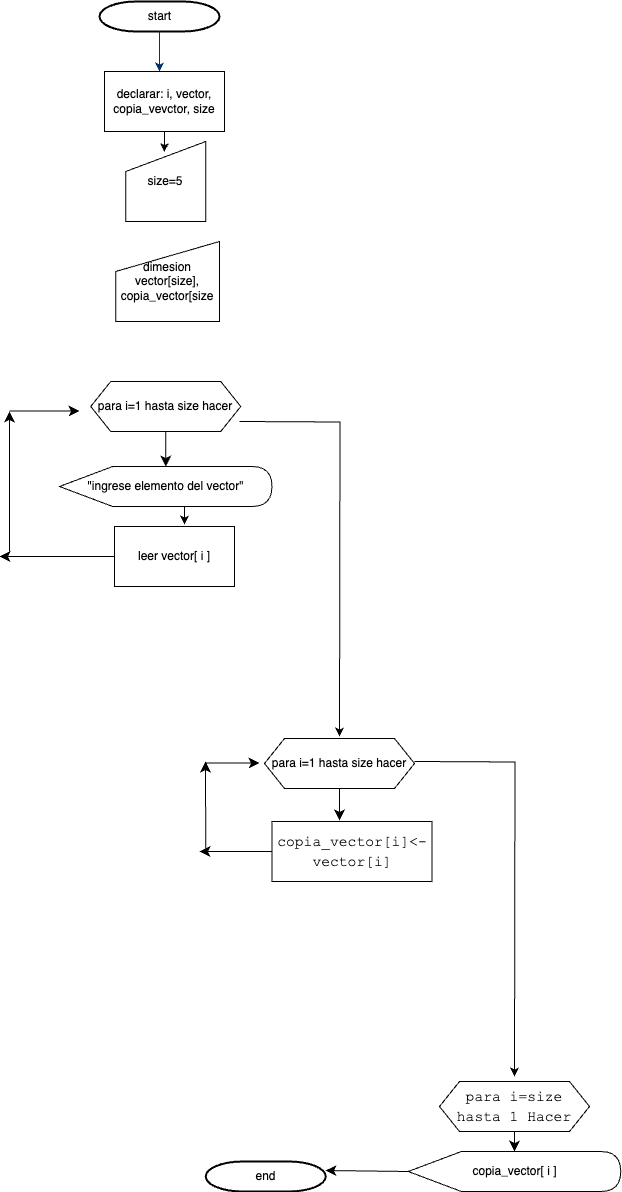 start
declarar: i, vector,
copia_vevctor, size
size=5
dimesion
vector[size],
copia_vector[size
para i=1 hasta size hacer
"ingrese elemento del vector"
leer vector[ i ]
para i=1 hasta size hacer
copia_vector[i]<-
vector[i]
para i=size
hasta 1 Hacer
copia_vector[ i ]
end